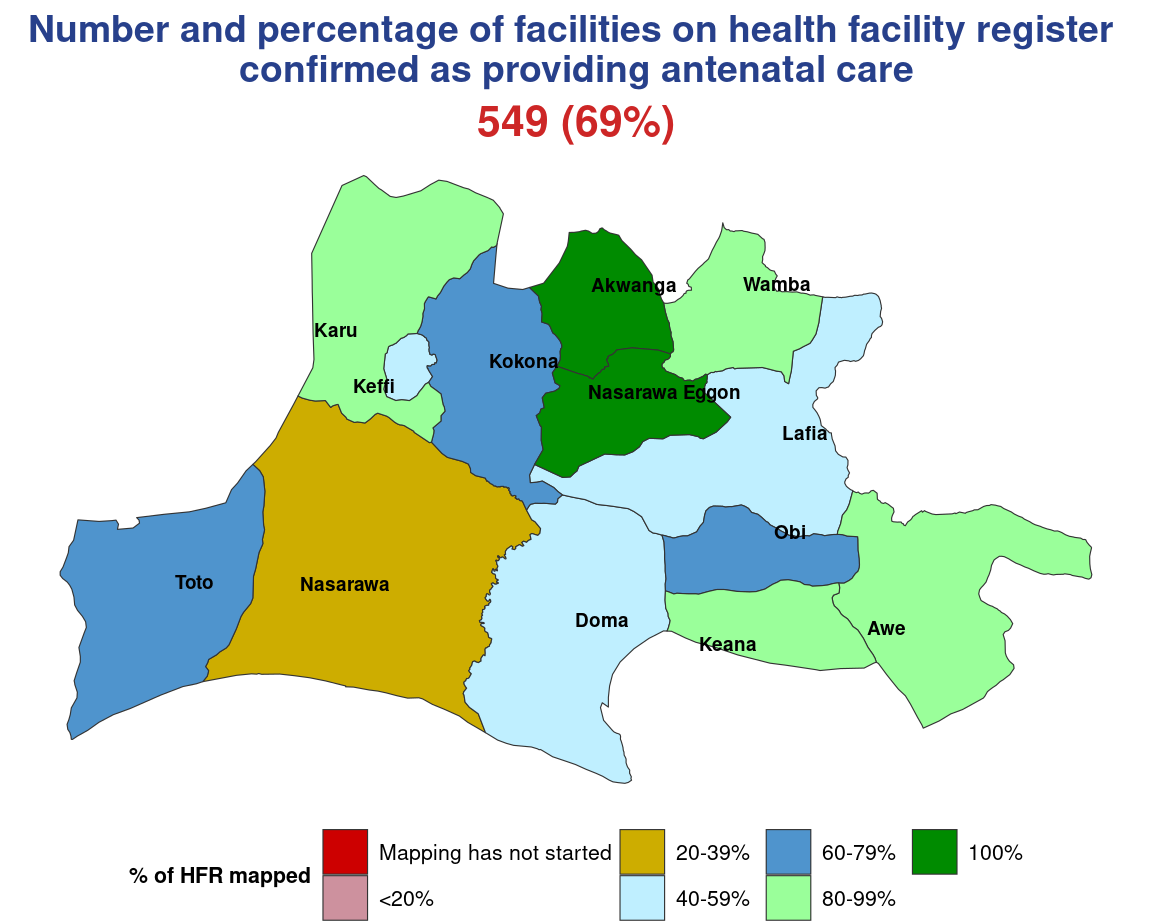 Number and percentage of facilities on health facility register
confirmed as providing antenatal care
549 (69%)
Akwanga
Wamba
Karu
Kokona
Keffi
Nasarawa Eggon
Lafia
Obi
Toto
Nasarawa
Doma
Awe
Keana
% of HFR mapped
Mapping has not started
<20%
20-39%
40-59%
60-79%
80-99%
100%